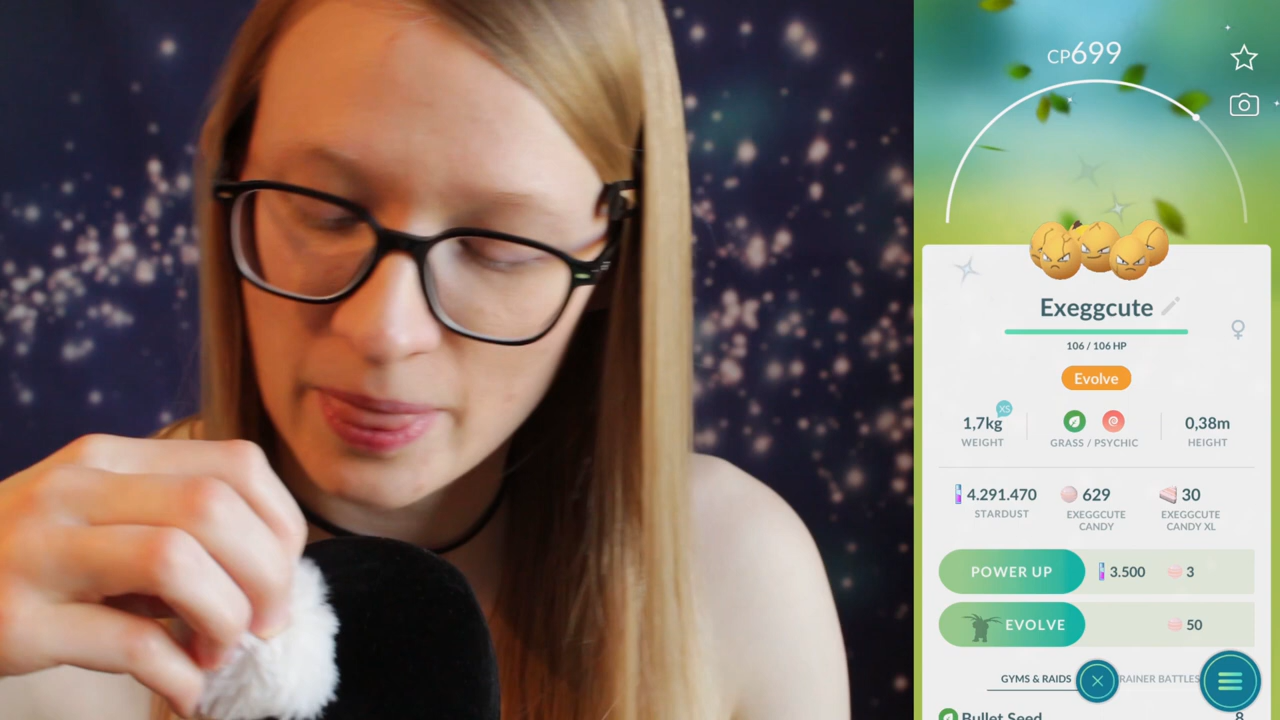 CP699
Exeggcute
106 / 106 HP
Evolve
XS
1,7kg
WEIGHT
GRASS / PSYCHIC
0,38m
HEIGHT
4.291.470
STARDUST
629
EXEGGCUTE
CANDY
30
EXEGGCUTE
CANDY XL
POWER UP 3.500 3
EVOLVE 50
GYMS & RAIDS RAINER BATTLES
Bullet Seed 8